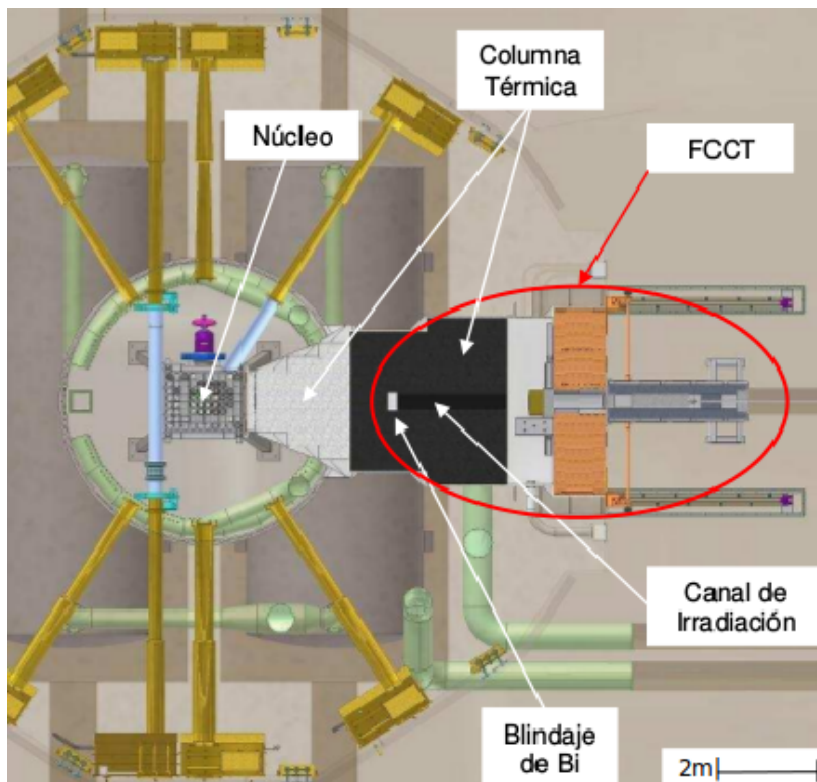 Columna
Térmica
Núcleo
FCCT
Canal de
Irradiación
Blindaje
de Bi
2m